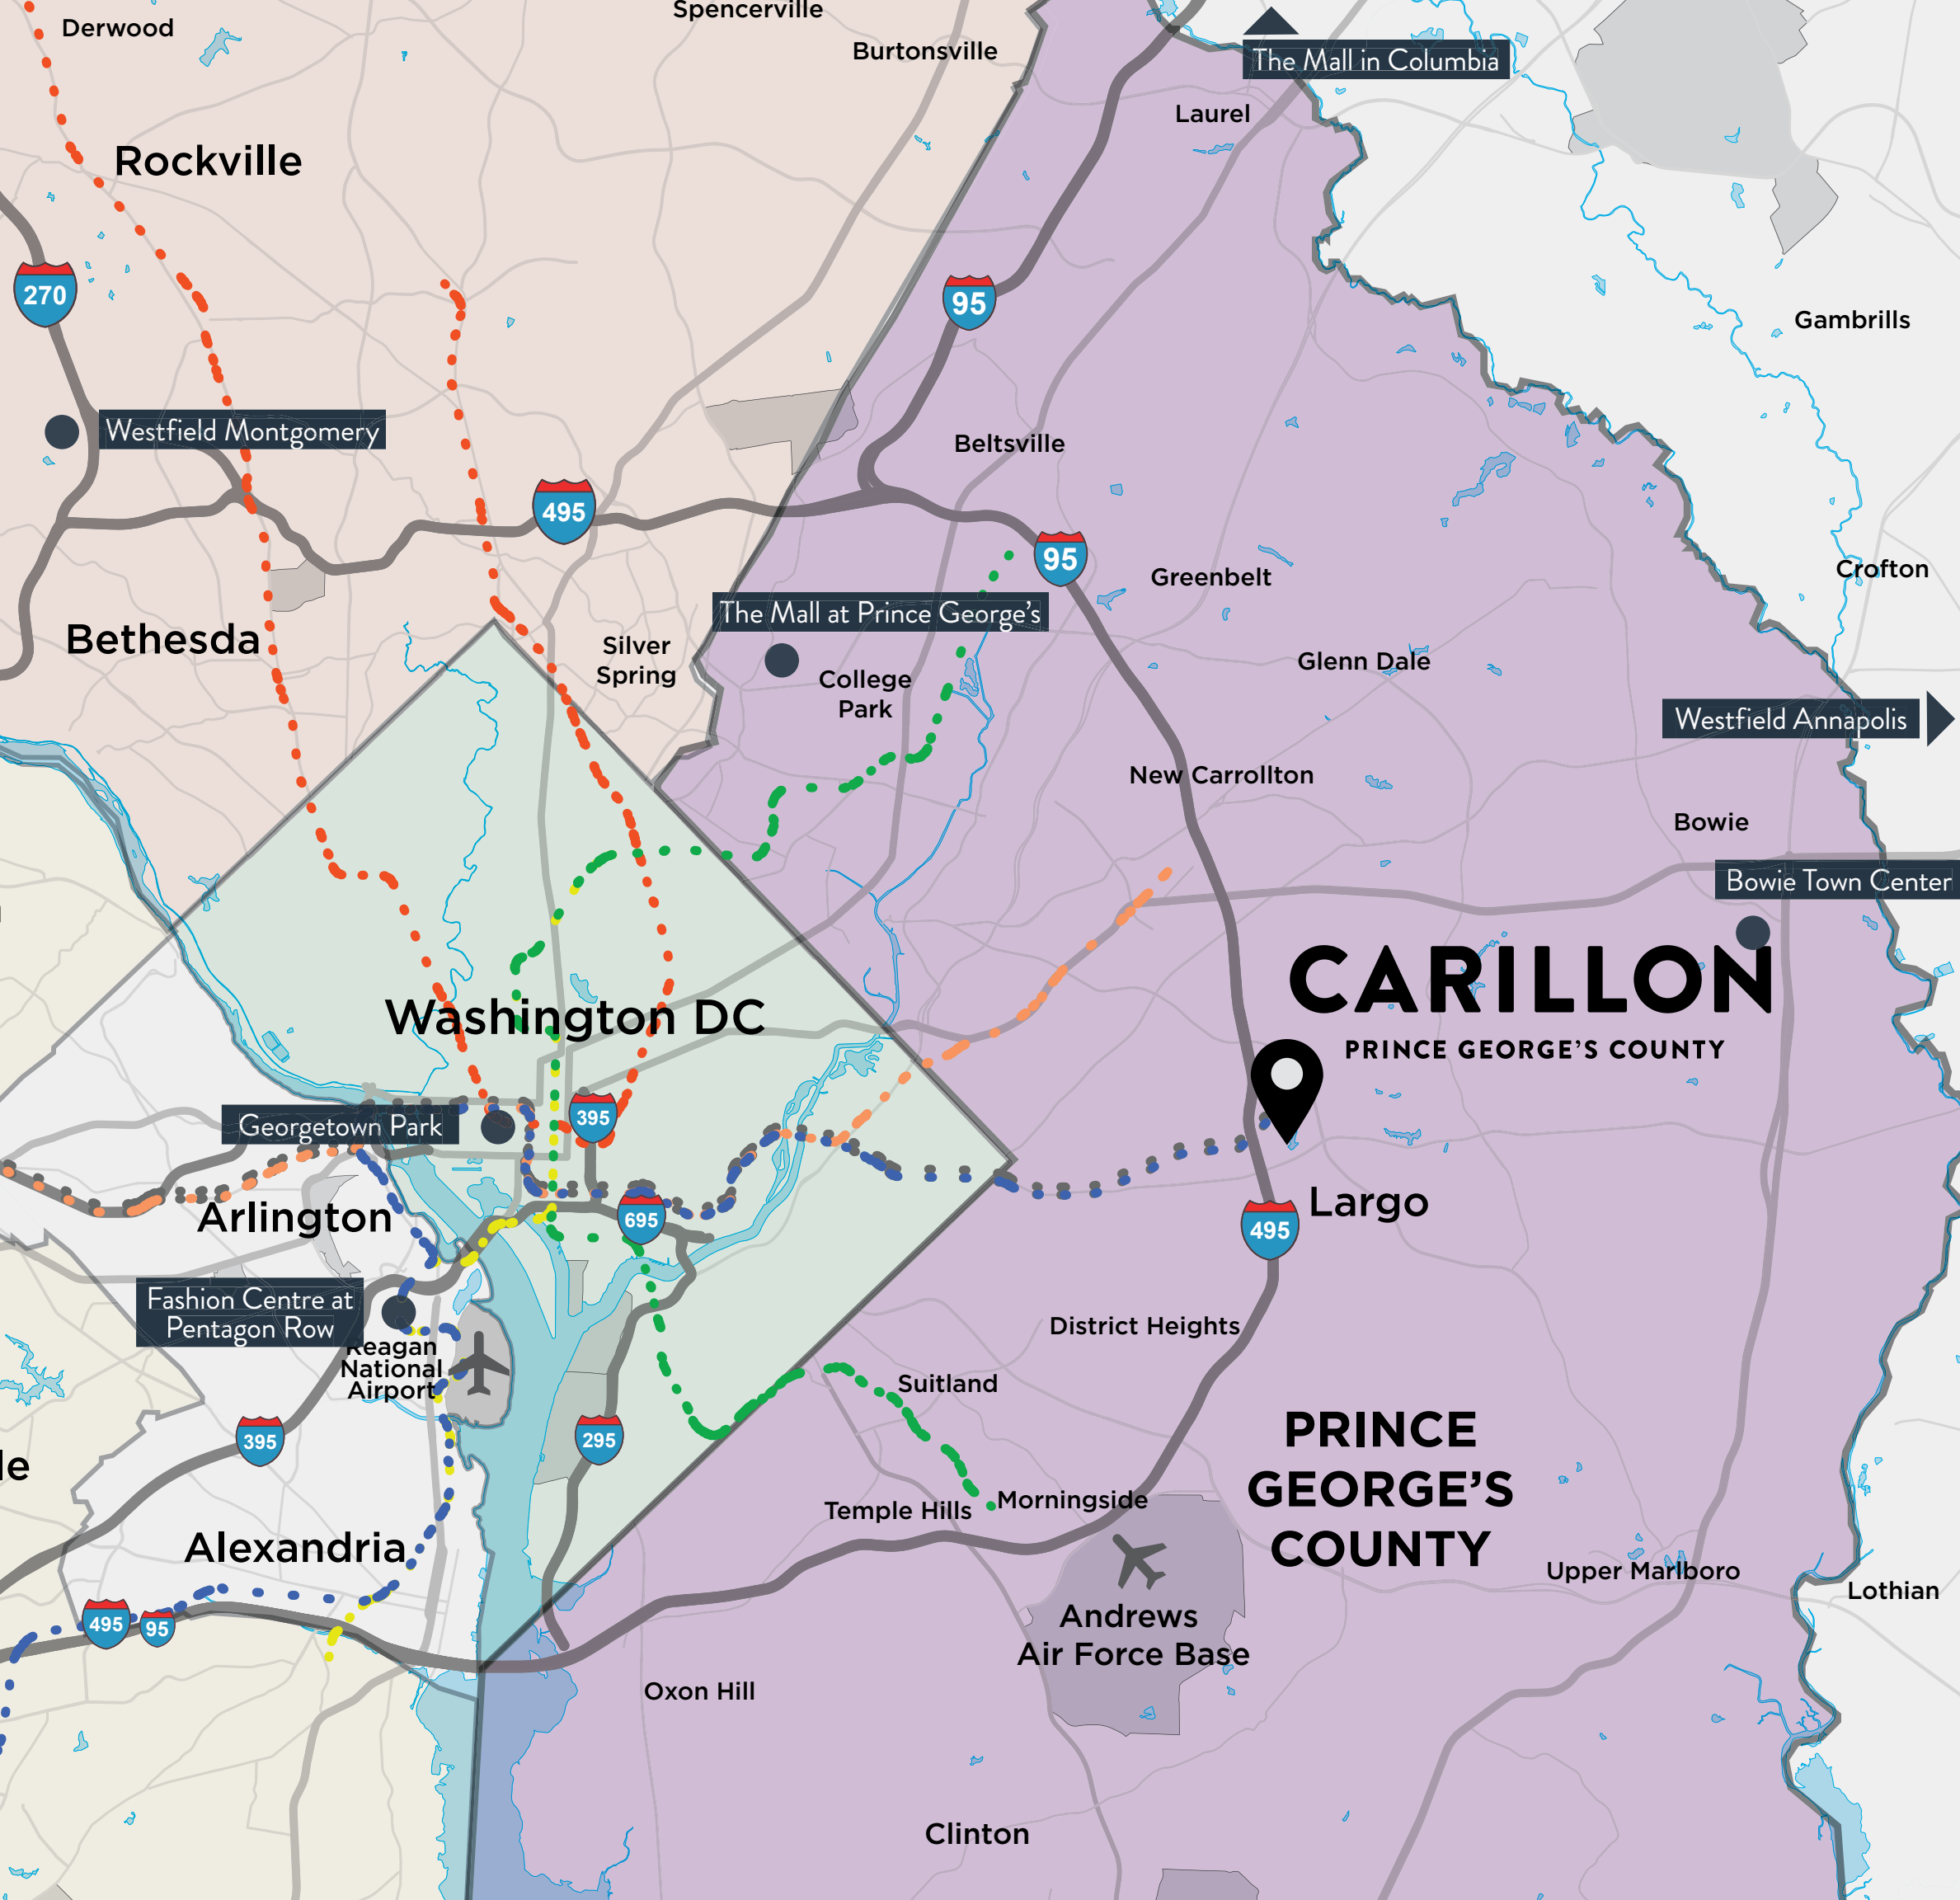 Spencerville
Derwood
Burtonsville
The Mall in Columbia
Laurel
Rockville
270
95
Gambrills
Westfield Montgomery
Beltsville
495
95
Crofton
Greenbelt
The Mall at Prince George's
Bethesda
Silver
Spring
Glenn Dale
College
Park
Westfield Annapolis
New Carrollton
Bowie
Bowie Town Center
CARILLON
PRINCE GEORGE'S COUNTY
Washington DC
395
Georgetown Park
Arlington
695
Largo
495
Fashion Centre at
Pentagon Row
Reagan
National
Airport
District Heights
Suitland
395
295
PRINCE
GEORGE'S
COUNTY
le
Temple Hills
Morningside
Alexandria
Upper Marlboro
Lothian
495
95
Andrews
Air Force Base
Oxon Hill
Clinton